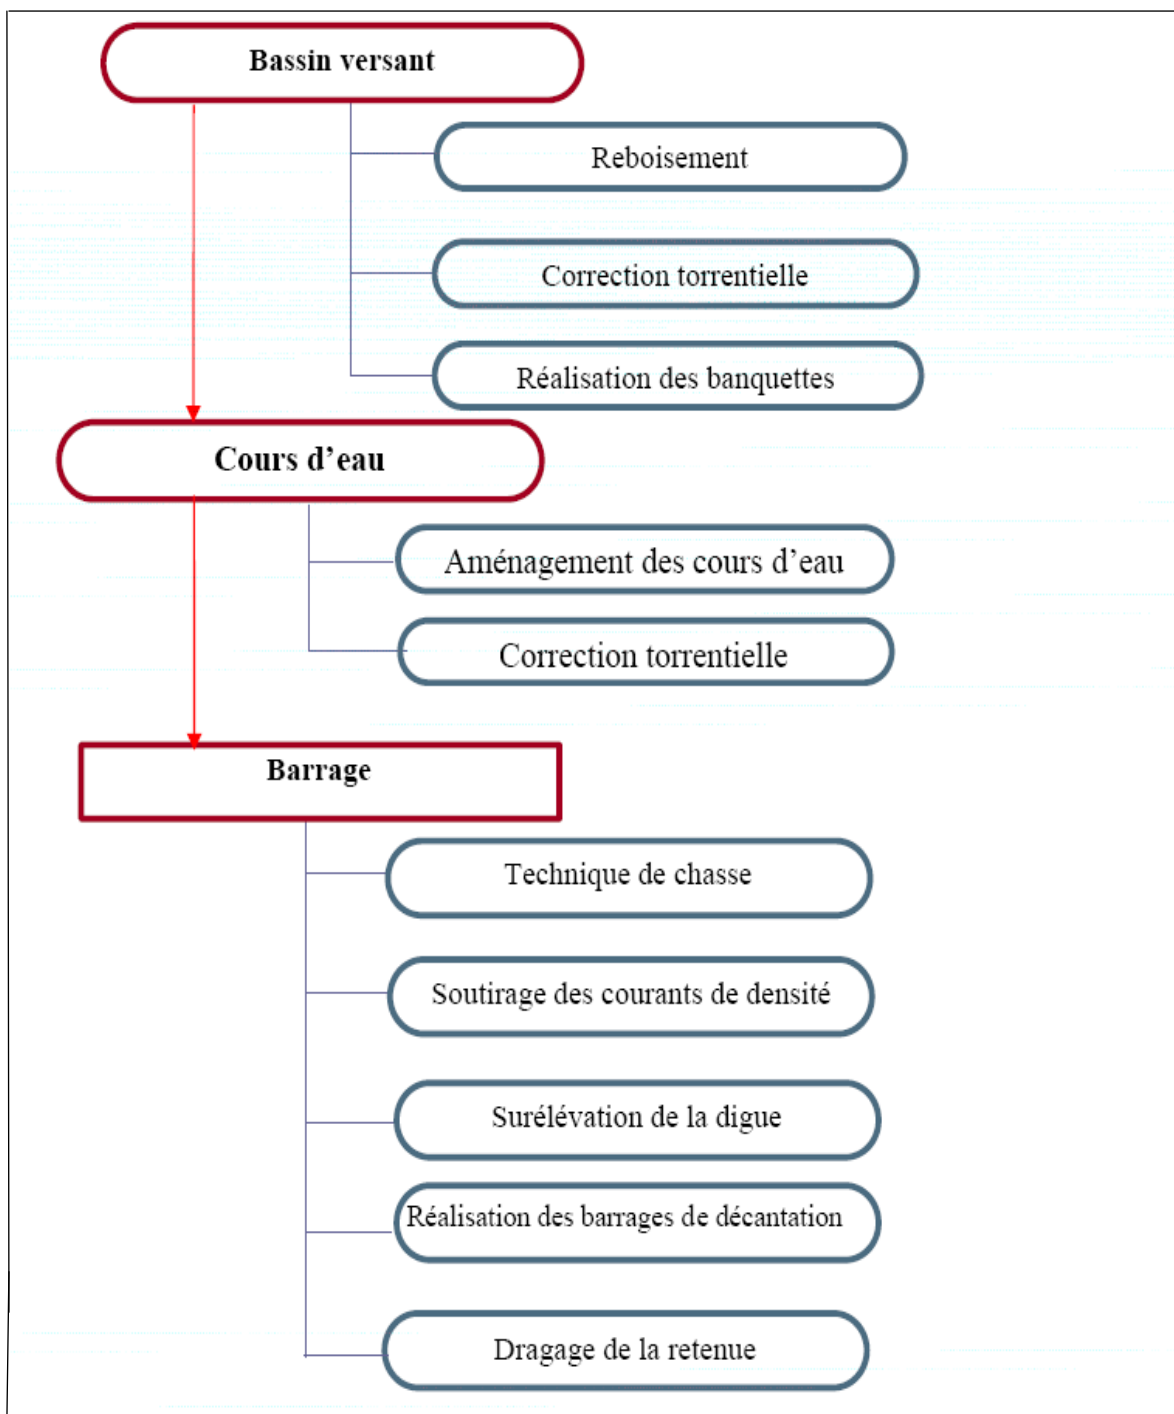 Bassin versant
Reboisement
Correction torrentielle
Réalisation des banquettes
Cours d’eau
Aménagement des cours d’eau
Correction torrentielle
Barrage
Technique de chasse
Soutirage des courants de densité
Surélévation de la digue
Réalisation des barrages de décantation
Dragage de la retenue